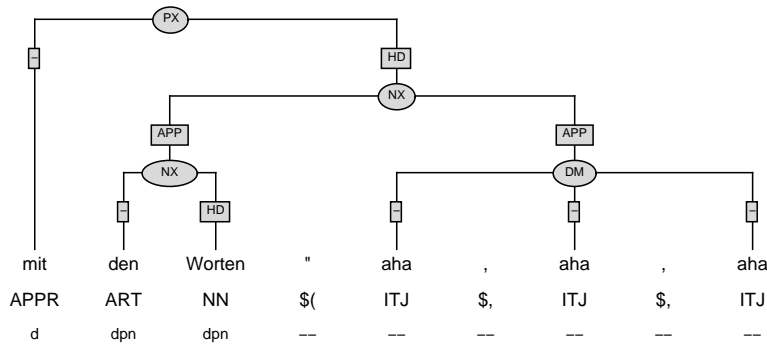 PX
– HD
NX
APP APP
NX DM
– HD – – –
mit den Worten " aha , aha , aha
APPR ART NN $( ITJ $, ITJ $, ITJ
d dpn dpn –– –– –– –– –– ––